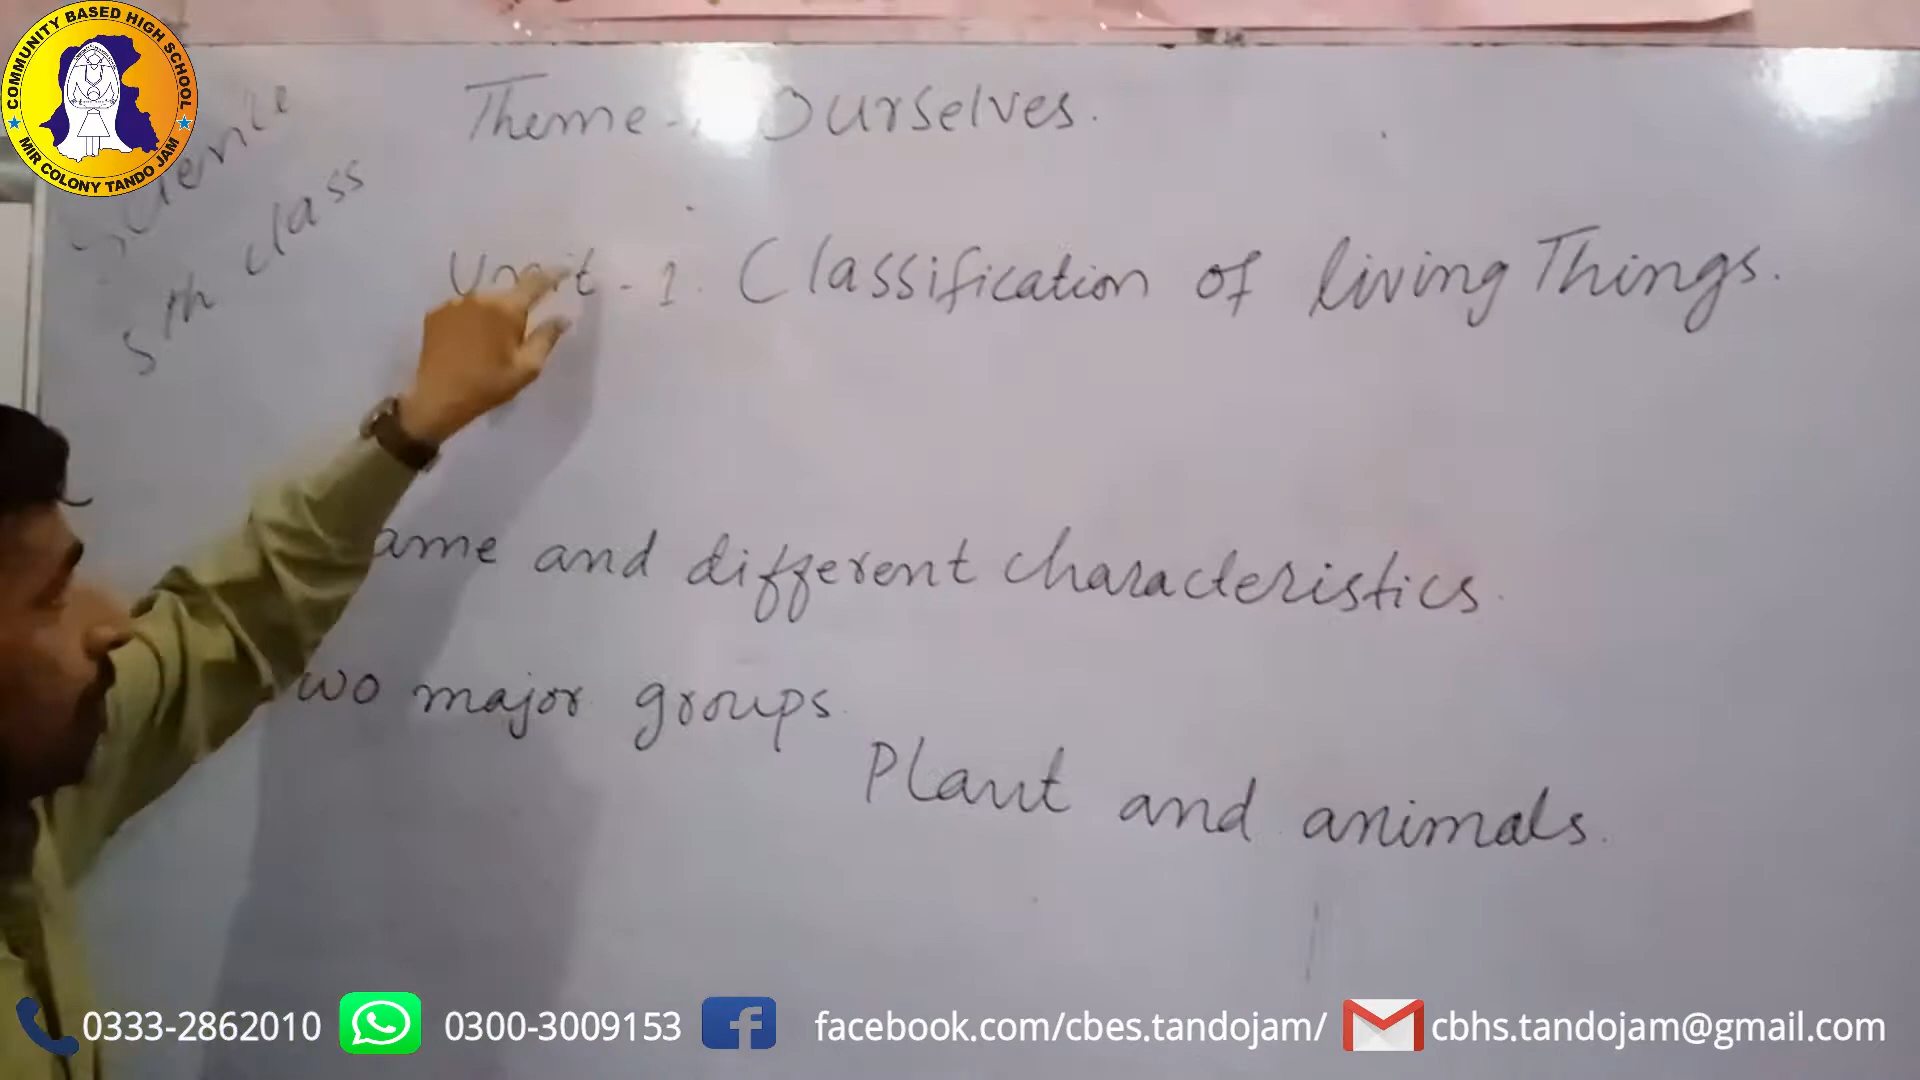 COMMUNITY BASED HIGH SCHOOL
MIR COLONY TANDO JAM
Science
5th class
Theme - Ourselves.
Unit - 1. Classification of living Things.
ame and different characteristics.
wo major groups.
Plant and animals.
0333-2862010
0300-3009153
facebook.com/cbes.tandojam/
cbhs.tandojam@gmail.com